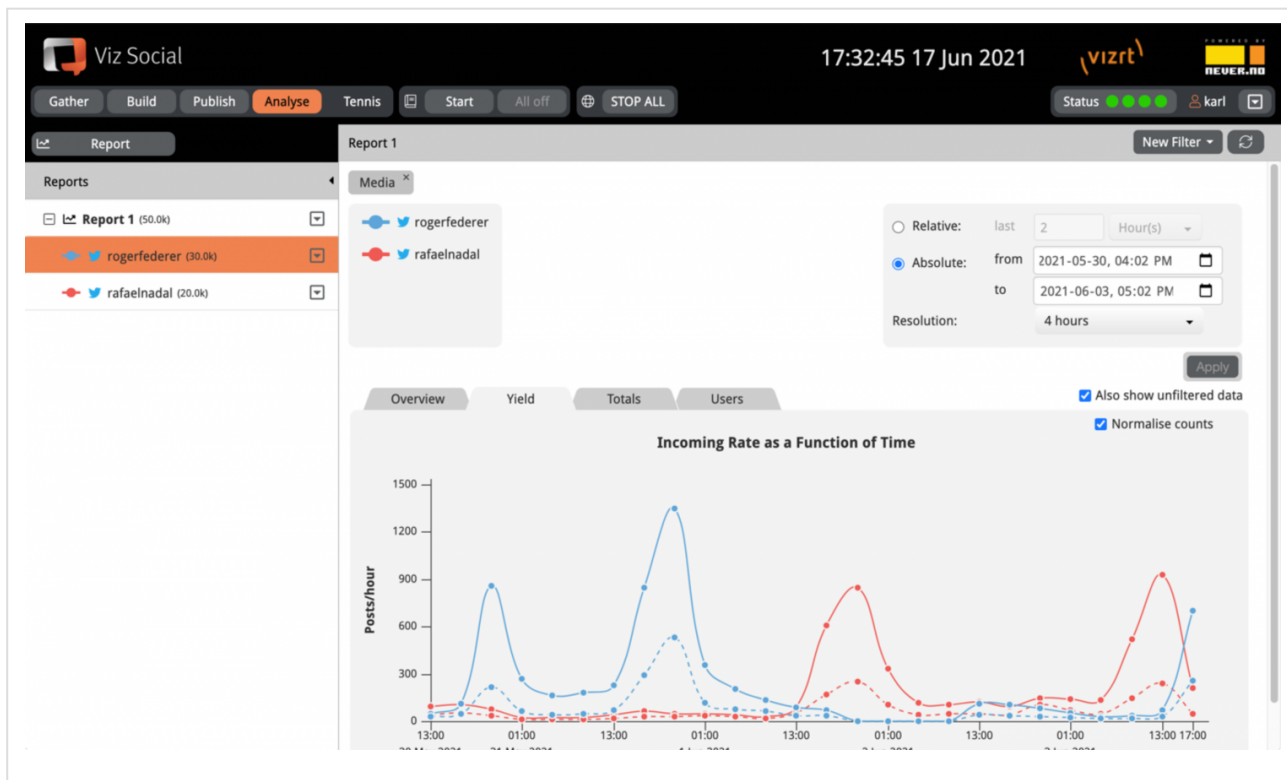 Viz Social
17:32:45 17 Jun 2021
vizrt
POWERED BY
never.no
Gather Build Publish Analyse Tennis Start All off STOP ALL
Status karl
Report
Report 1
New Filter
Reports
Media ×
Report 1 (50.0k)
rogerfederer (30.0k)
rafaelnadal (20.0k)
rogerfederer
rafaelnadal
Relative: last 2 Hour(s)
Absolute: from 2021-05-30, 04:02 PM
to 2021-06-03, 05:02 PM
Resolution: 4 hours
Apply
Overview Yield Totals Users
Also show unfiltered data
Normalise counts
Incoming Rate as a Function of Time
Posts/hour
1500
1200
900
600
300
0
13:00 01:00 13:00 01:00 13:00 01:00 13:00 01:00 13:00 17:00